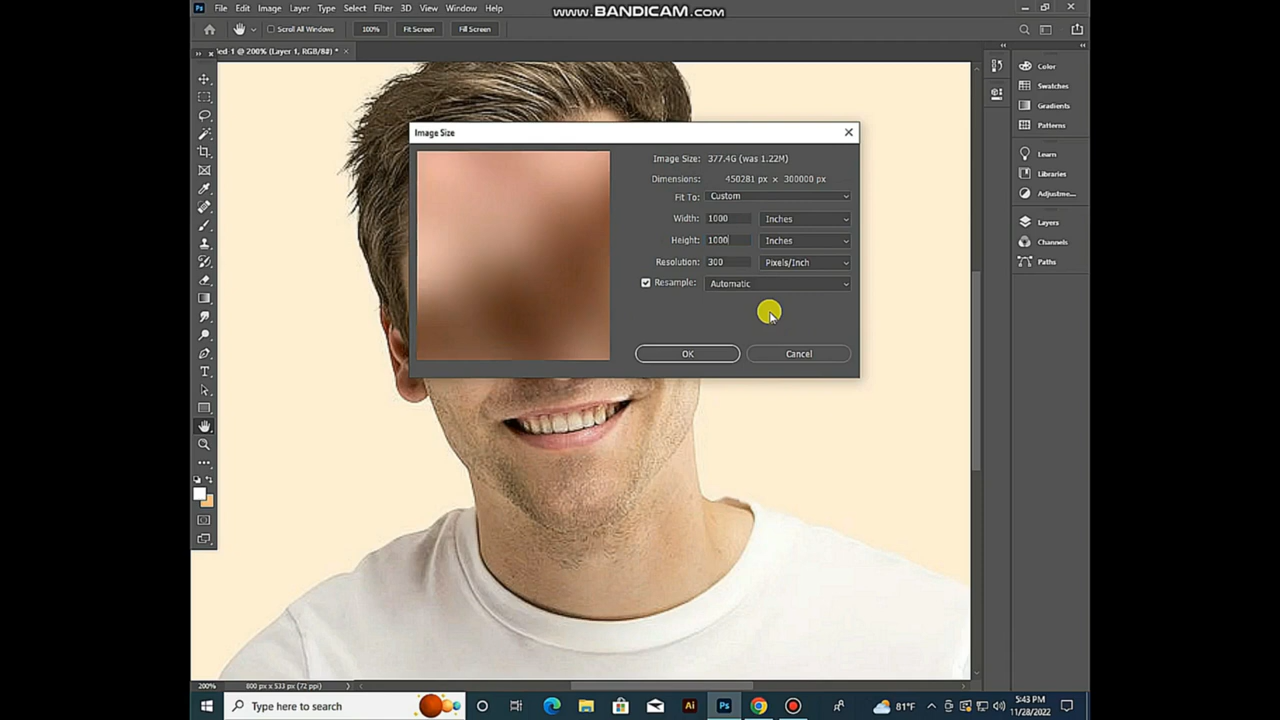 www.BANDICAM.com
Ps File Edit Image Layer Type Select Filter 3D View Window Help
Scroll All Windows 100% Fit Screen Fill Screen
led-1 @ 200% (Layer 1, RGB/8#) *
Color
Swatches
Gradients
Patterns
Learn
Libraries
Adjustme...
Layers
Channels
Paths
Image Size
Image Size: 377.4G (was 1.22M)
Dimensions: 450281 px × 300000 px
Fit To: Custom
Width: 1000 Inches
Height: 1000 Inches
Resolution: 300 Pixels/Inch
Resample: Automatic
OK Cancel
200% 800 px x 533 px (72 ppi)
Type here to search
Ai Ps
81°F
5:43 PM
11/28/2022